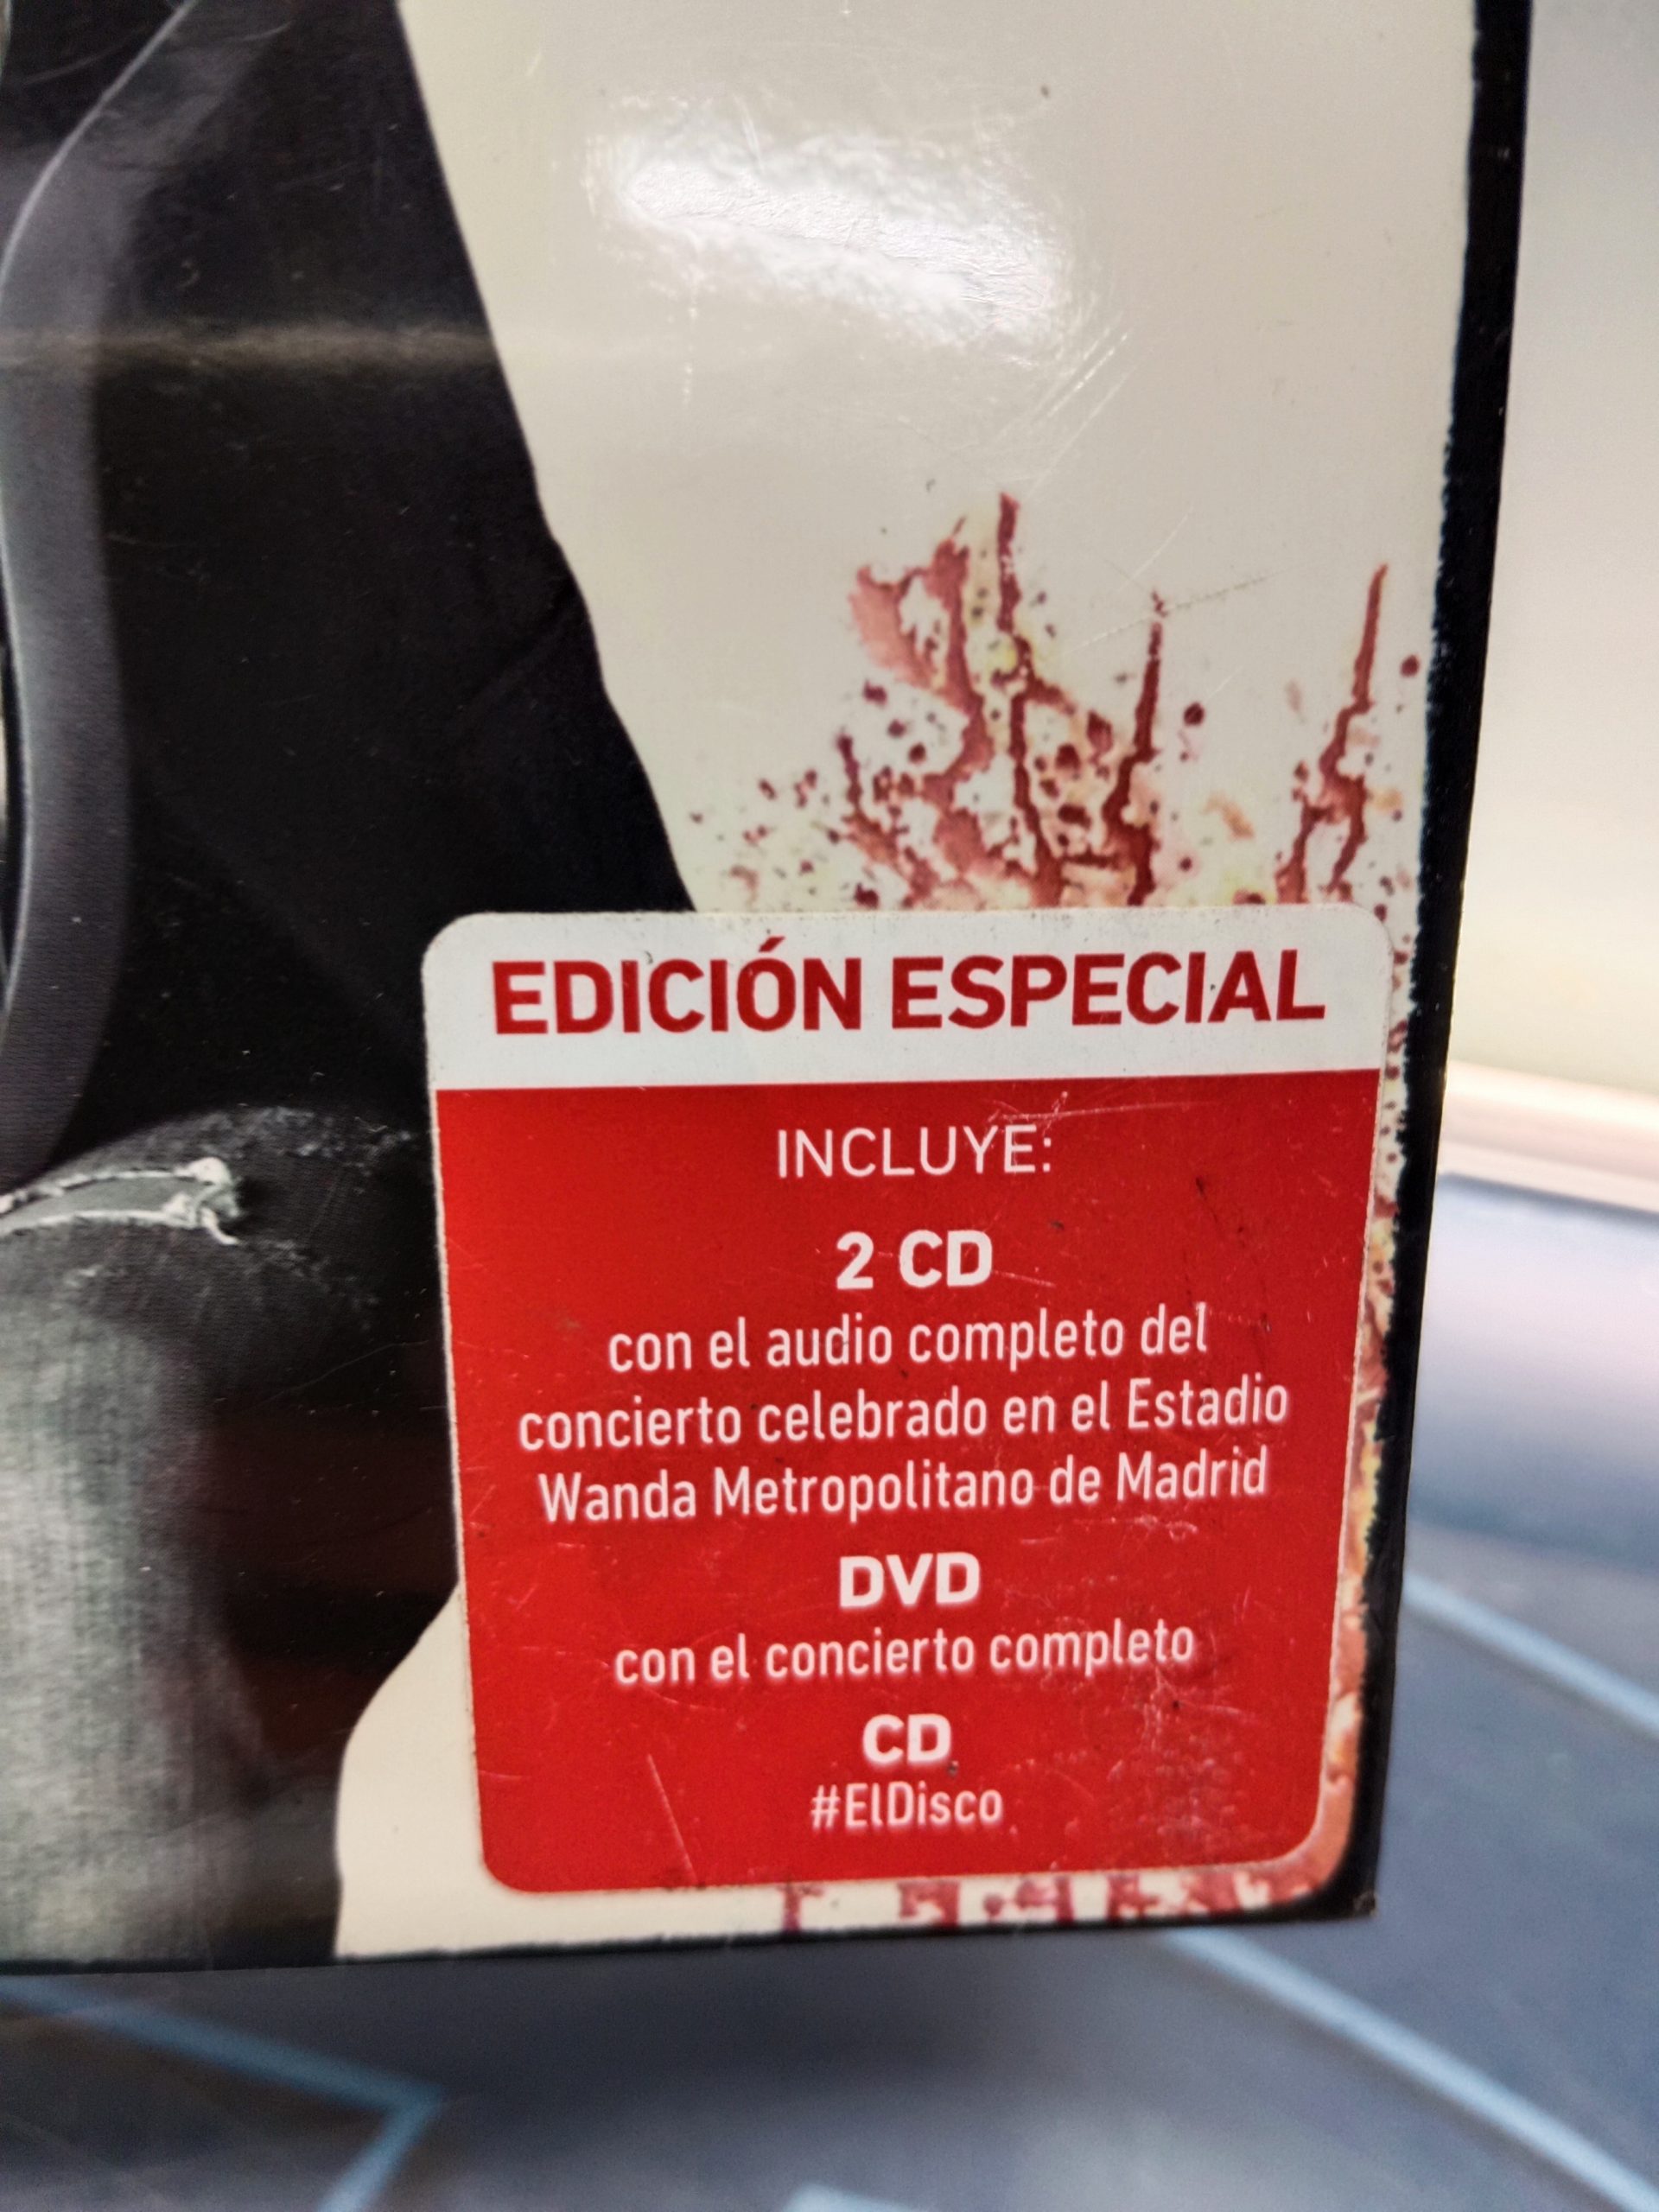 EDICIÓN ESPECIAL
INCLUYE:
2 CD
con el audio completo del
concierto celebrado en el Estadio
Wanda Metropolitano de Madrid
DVD
con el concierto completo
CD
#ElDisco